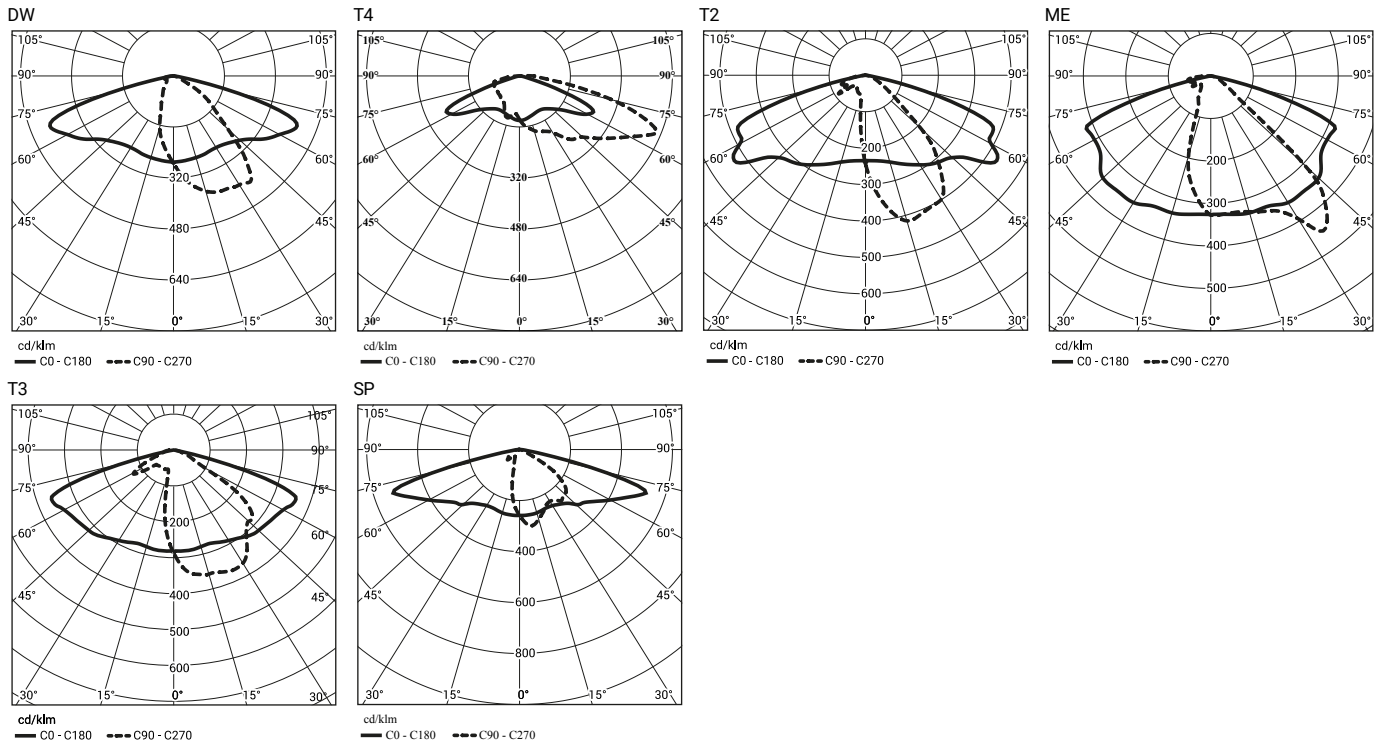 DW T4 T2 ME
105° 105° 105° 105° 105° 105° 105° 105°
90° 90° 90° 90° 90° 90° 90° 90°
75° 75° 75° 75° 75° 75° 75° 75°
60° 60° 60° 60° 60° 60° 60° 60°
320 320 200 200
300 300
45° 45° 45° 45° 45° 45° 45° 45°
480 480 400 400
500 500
640 640 600
30° 15° 0° 15° 30° 30° 15° 0° 15° 30° 30° 15° 0° 15° 30° 30° 15° 0° 15° 30°
cd/klm cd/klm cd/klm cd/klm
C0 - C180 C90 - C270 C0 - C180 C90 - C270 C0 - C180 C90 - C270 C0 - C180 C90 - C270
T3 SP
105° 105° 105° 105°
90° 90° 90° 90°
75° 5° 75° 75°
200
60° 60° 60° 60°
400
400
45° 45° 45° 45°
500 600
600 800
30° 15° 0° 15° 30° 30° 15° 0° 15° 30°
cd/klm cd/klm
C0 - C180 C90 - C270 C0 - C180 C90 - C270